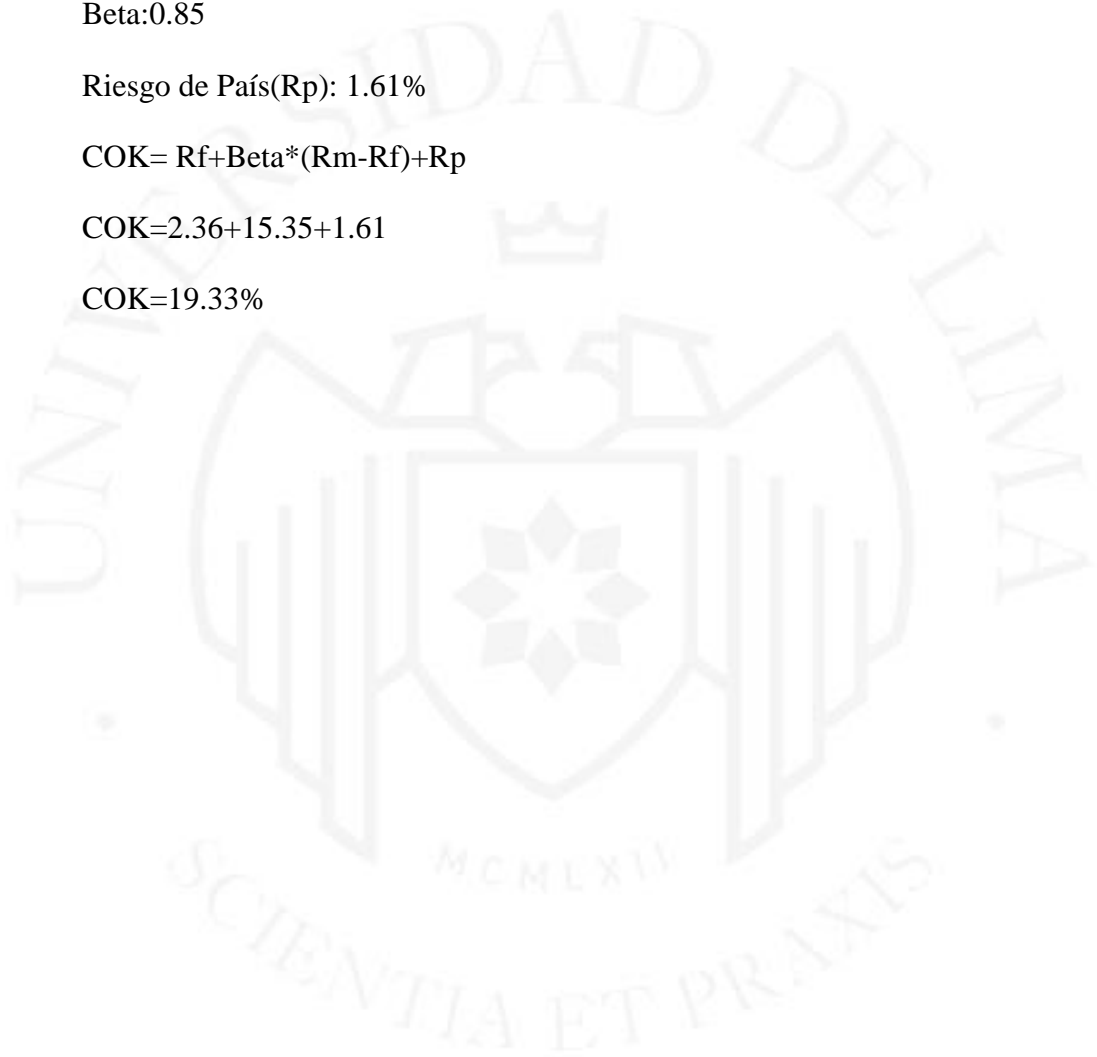 Beta:0.85
Riesgo de País(Rp): 1.61%
COK= Rf+Beta*(Rm-Rf)+Rp
COK=2.36+15.35+1.61
COK=19.33%
UNIVERSIDAD DE LIMA
MCMLXII
SCIENTIA ET PRAXIS